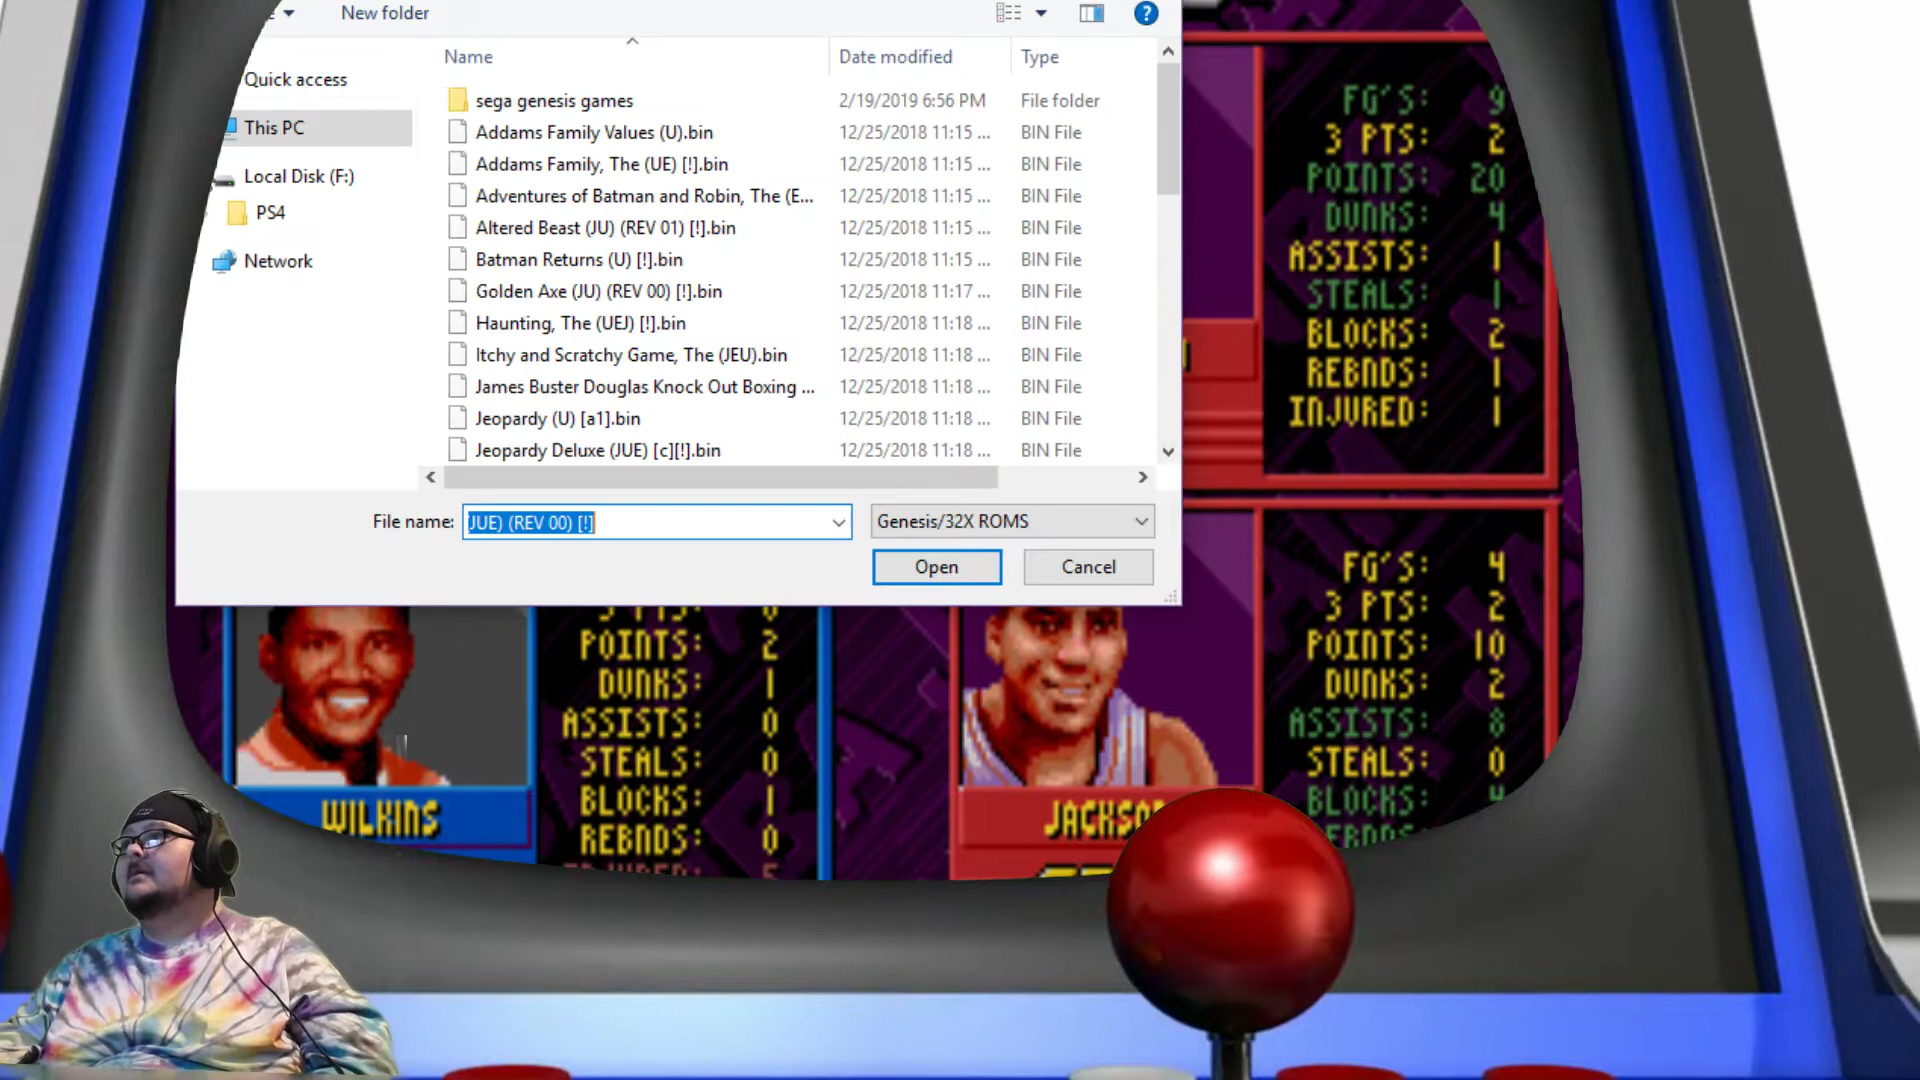 New folder
Name Date modified Type
Quick access
This PC
Local Disk (F:)
PS4
Network
sega genesis games 2/19/2019 6:56 PM File folder
Addams Family Values (U).bin 12/25/2018 11:15 ... BIN File
Addams Family, The (UE) [!].bin 12/25/2018 11:15 ... BIN File
Adventures of Batman and Robin, The (E... 12/25/2018 11:15 ... BIN File
Altered Beast (JU) (REV 01) [!].bin 12/25/2018 11:15 ... BIN File
Batman Returns (U) [!].bin 12/25/2018 11:15 ... BIN File
Golden Axe (JU) (REV 00) [!].bin 12/25/2018 11:17 ... BIN File
Haunting, The (UEJ) [!].bin 12/25/2018 11:18 ... BIN File
Itchy and Scratchy Game, The (JEU).bin 12/25/2018 11:18 ... BIN File
James Buster Douglas Knock Out Boxing ... 12/25/2018 11:18 ... BIN File
Jeopardy (U) [a1].bin 12/25/2018 11:18 ... BIN File
Jeopardy Deluxe (JUE) [c][!].bin 12/25/2018 11:18 ... BIN File
File name: JUE) (REV 00) [!] Genesis/32X ROMS
Open Cancel
FG'S: 9
3 PTS: 2
POINTS: 20
DUNKS: 4
ASSISTS: 1
STEALS: 1
BLOCKS: 2
REBNDS: 1
INJURED: 1
POINTS: 2
DUNKS: 1
ASSISTS: 0
STEALS: 0
BLOCKS: 1
REBNDS: 0
WILKINS
FG'S: 4
3 PTS: 2
POINTS: 10
DUNKS: 2
ASSISTS: 8
STEALS: 0
BLOCKS: 4
JACKSO